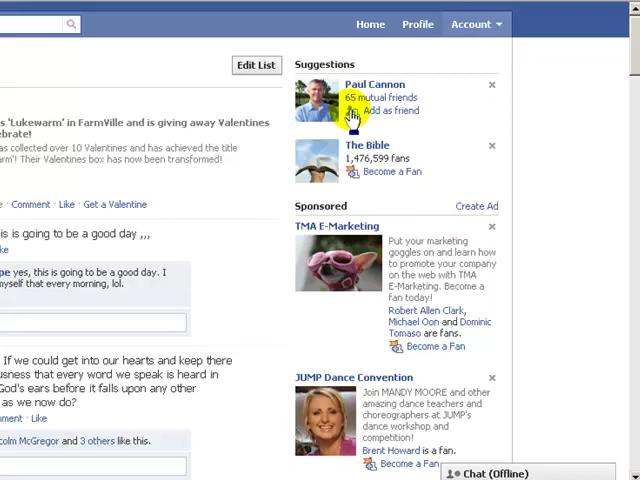 Home Profile Account
Edit List
s 'Lukewarm' in FarmVille and is giving away Valentines
ebrate!
as collected over 10 Valentines and has achieved the title
rm'! Their Valentines box has now been transformed!
Comment · Like · Get a Valentine
is is going to be a good day ,,,
ke
pe yes, this is going to be a good day. I
myself that every morning, lol.
If we could get into our hearts and keep there
ousness that every word we speak is heard in
God's ears before it falls upon any other
as we now do?
mment · Like
colm McGregor and 3 others like this.
Suggestions
Paul Cannon
65 mutual friends
Add as friend
The Bible
1,476,599 fans
Become a Fan
Sponsored Create Ad
TMA E-Marketing
Put your marketing
goggles on and learn how
to promote your company
on the web with TMA
E-Marketing. Become a
fan today!
Robert Allen Clark,
Michael Oon and Dominic
Tomaso are fans.
Become a Fan
JUMP Dance Convention
Join MANDY MOORE and other
amazing dance teachers and
choreographers at JUMP's
dance workshop and
competition!
Brent Howard is a fan.
Become a Fan
Chat (Offline)